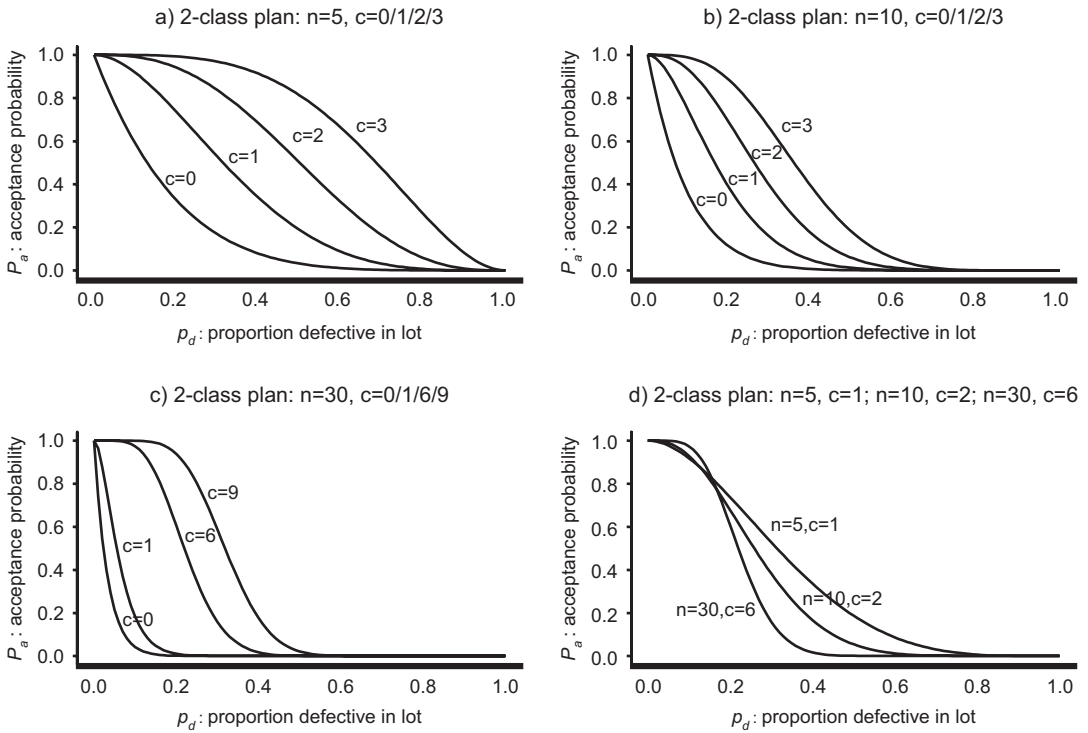 a) 2-class plan: n=5, c=0/1/2/3
P_a : acceptance probability
1.0
0.8
0.6
0.4
0.2
0.0
c=0
c=1
c=2
c=3
0.0 0.2 0.4 0.6 0.8 1.0
p_d : proportion defective in lot
b) 2-class plan: n=10, c=0/1/2/3
P_a : acceptance probability
1.0
0.8
0.6
0.4
0.2
0.0
c=3
c=2
c=1
c=0
0.0 0.2 0.4 0.6 0.8 1.0
p_d : proportion defective in lot
c) 2-class plan: n=30, c=0/1/6/9
P_a : acceptance probability
1.0
0.8
0.6
0.4
0.2
0.0
c=9
c=6
c=1
c=0
0.0 0.2 0.4 0.6 0.8 1.0
p_d : proportion defective in lot
d) 2-class plan: n=5, c=1; n=10, c=2; n=30, c=6
P_a : acceptance probability
1.0
0.8
0.6
0.4
0.2
0.0
n=5,c=1
n=10,c=2
n=30,c=6
0.0 0.2 0.4 0.6 0.8 1.0
p_d : proportion defective in lot